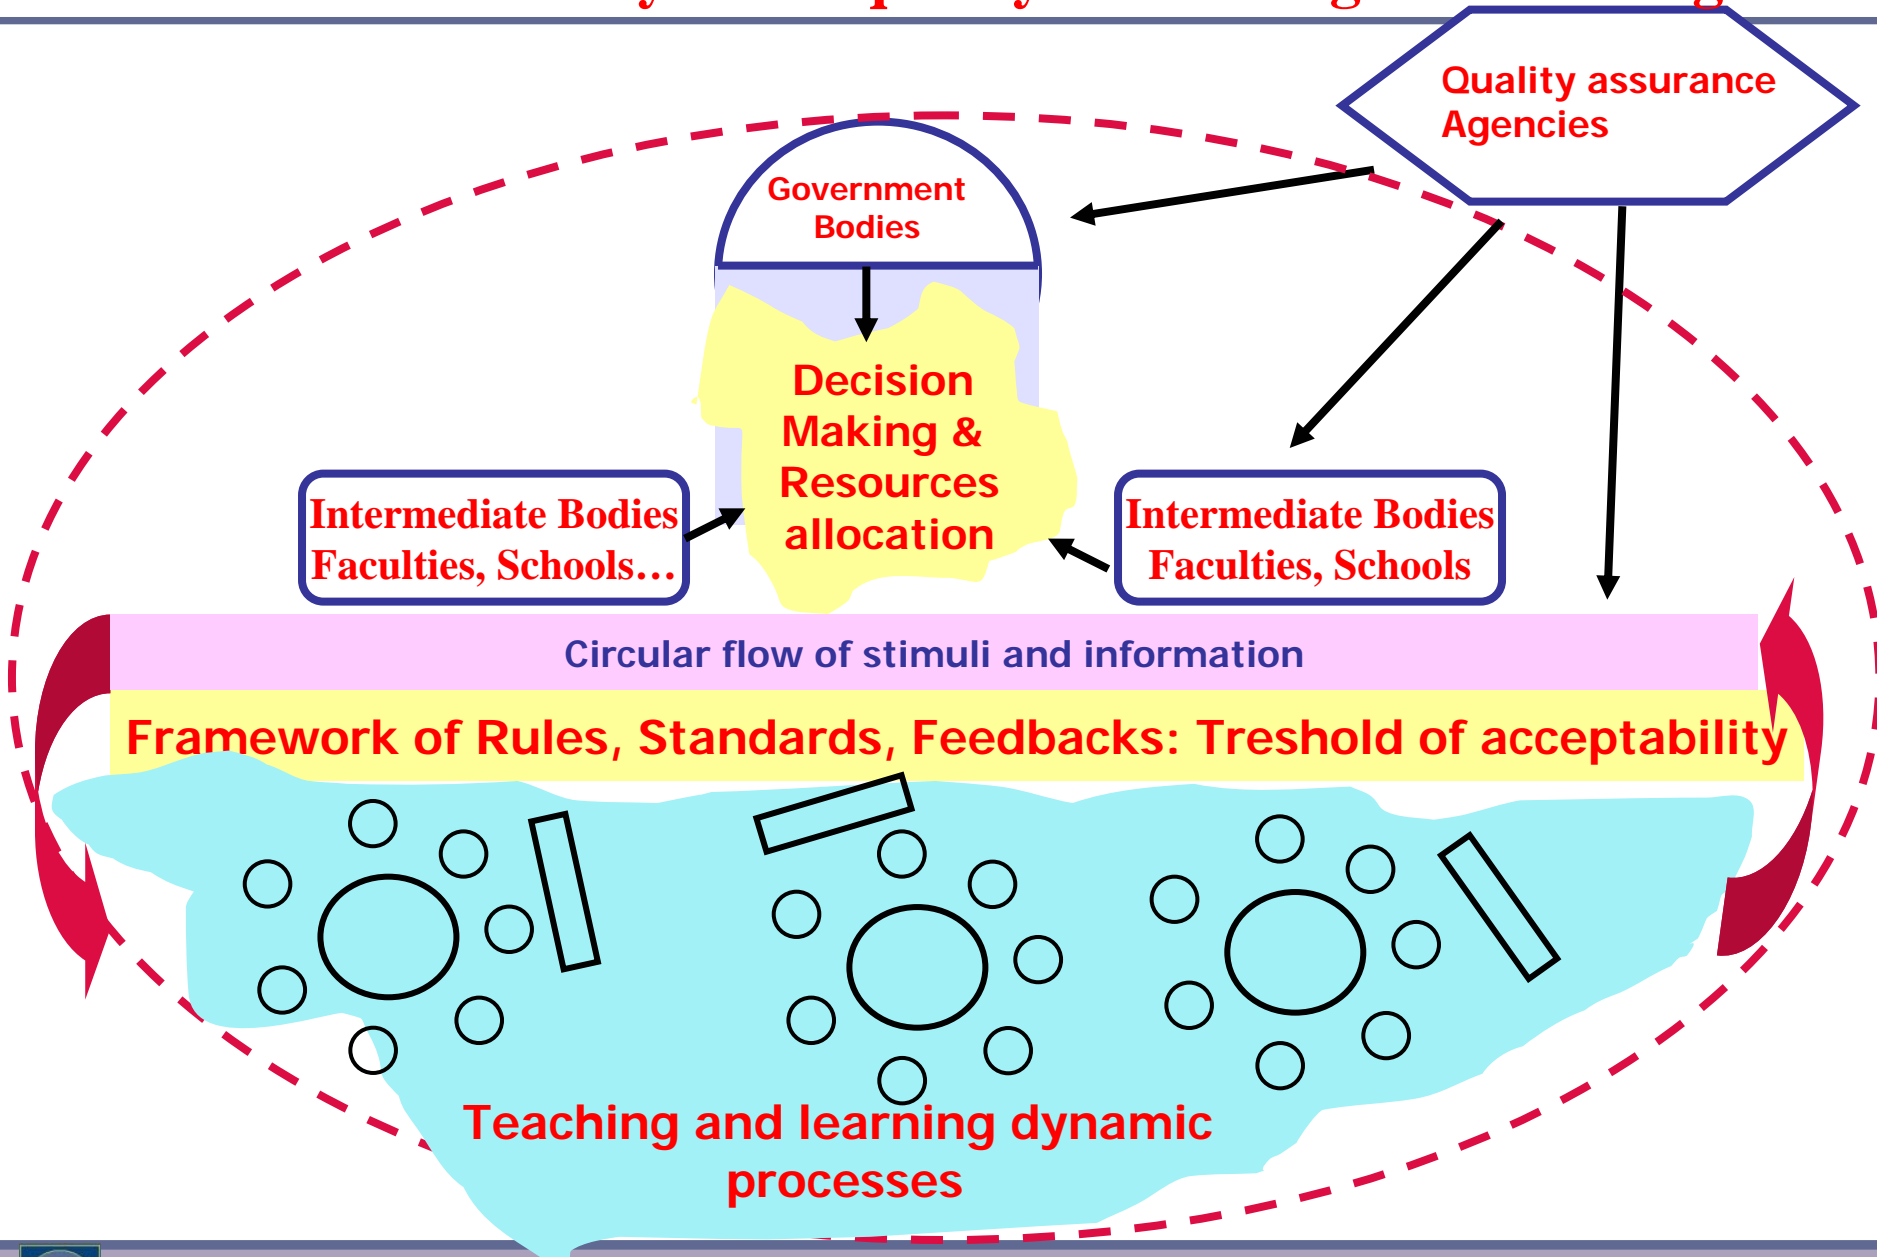 Quality assurance
Agencies
Government
Bodies
Decision
Making &
Resources
allocation
Intermediate Bodies
Faculties, Schools…
Intermediate Bodies
Faculties, Schools
Circular flow of stimuli and information
Framework of Rules, Standards, Feedbacks: Treshold of acceptability
Teaching and learning dynamic
processes